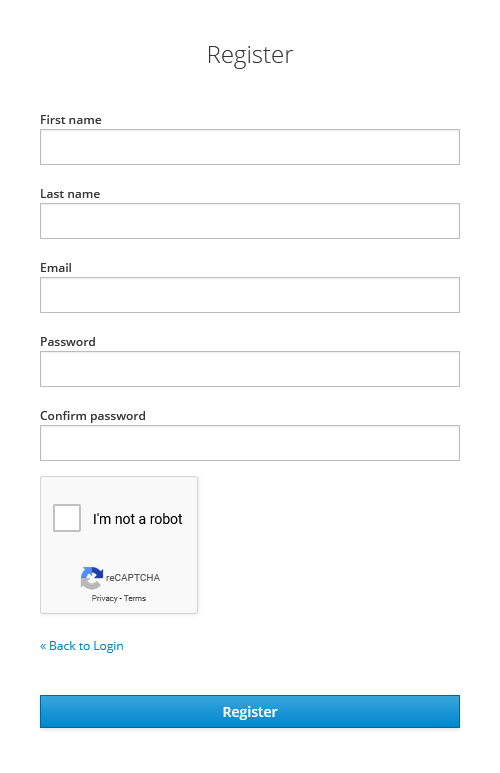 Register
First name
Last name
Email
Password
Confirm password
I'm not a robot
reCAPTCHA
Privacy - Terms
« Back to Login
Register